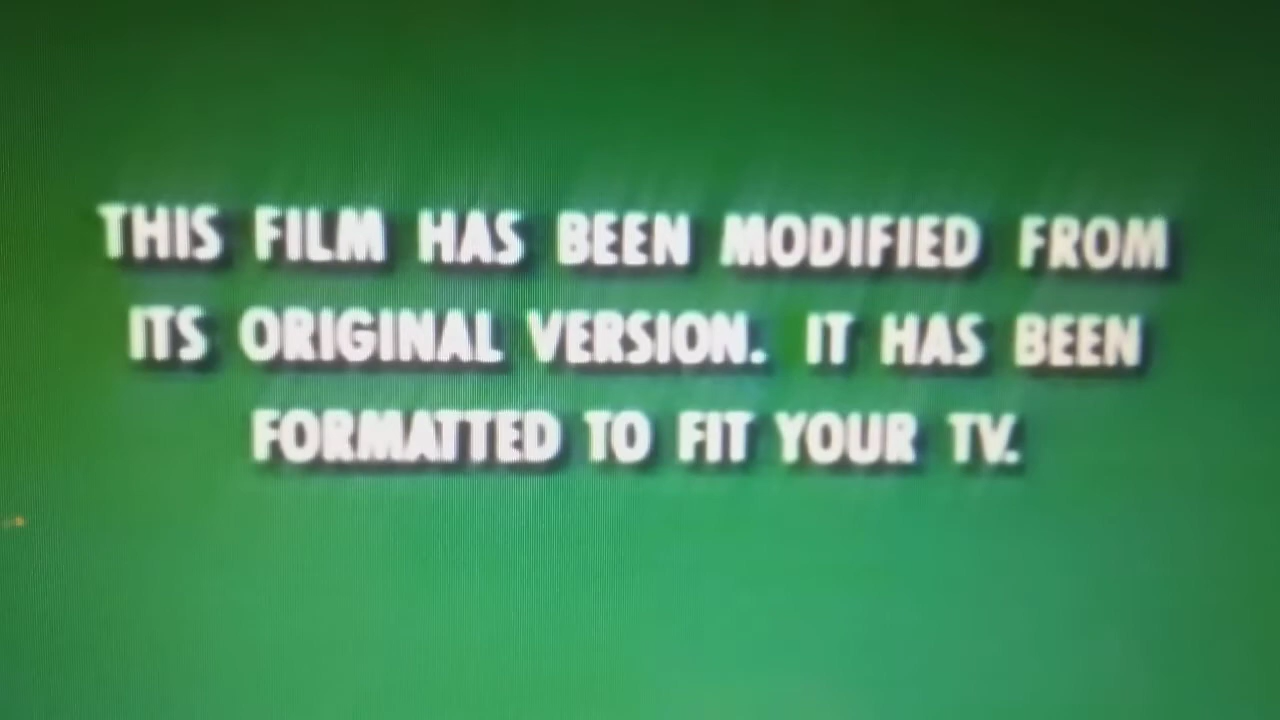 THIS FILM HAS BEEN MODIFIED FROM
ITS ORIGINAL VERSION. IT HAS BEEN
FORMATTED TO FIT YOUR TV.